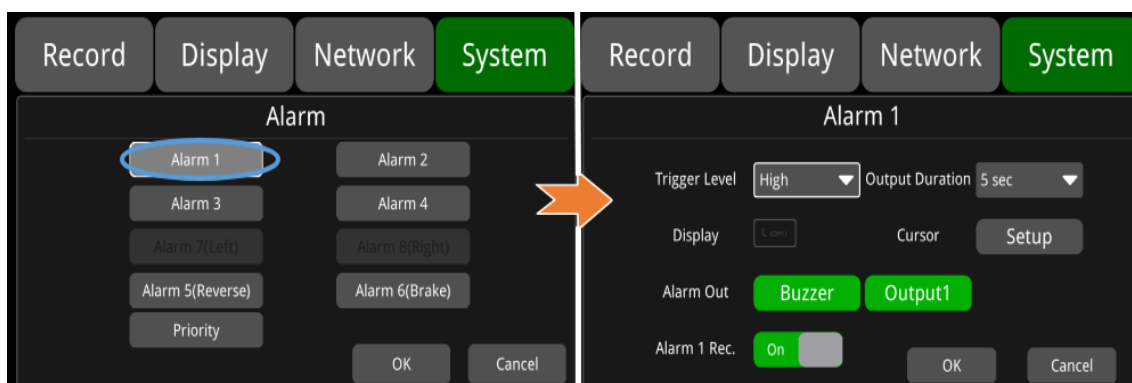 Record Display Network System
Alarm
Alarm 1 Alarm 2
Alarm 3 Alarm 4
Alarm 7(Left) Alarm 8(Right)
Alarm 5(Reverse) Alarm 6(Brake)
Priority
OK Cancel
Record Display Network System
Alarm 1
Trigger Level High Output Duration 5 sec
Display L (CH1) Cursor Setup
Alarm Out Buzzer Output1
Alarm 1 Rec. On
OK Cancel